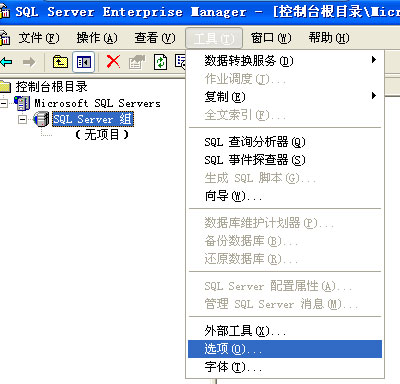 SQL Server Enterprise Manager - [控制台根目录\Micr
文件(F) 操作(A) 查看(V) 工具(T) 窗口(W) 帮助(H)
控制台根目录
Microsoft SQL Servers
SQL Server 组
(无项目)
数据转换服务(D)
作业调度(T)...
复制(E)
全文索引(F)...
SQL 查询分析器(Q)
SQL 事件探查器(S)
生成 SQL 脚本(G)...
向导(W)...
数据库维护计划器(P)...
备份数据库(B)...
还原数据库(R)...
SQL Server 配置属性(A)...
管理 SQL Server 消息(M)...
外部工具(X)...
选项(O)...
字体(T)...